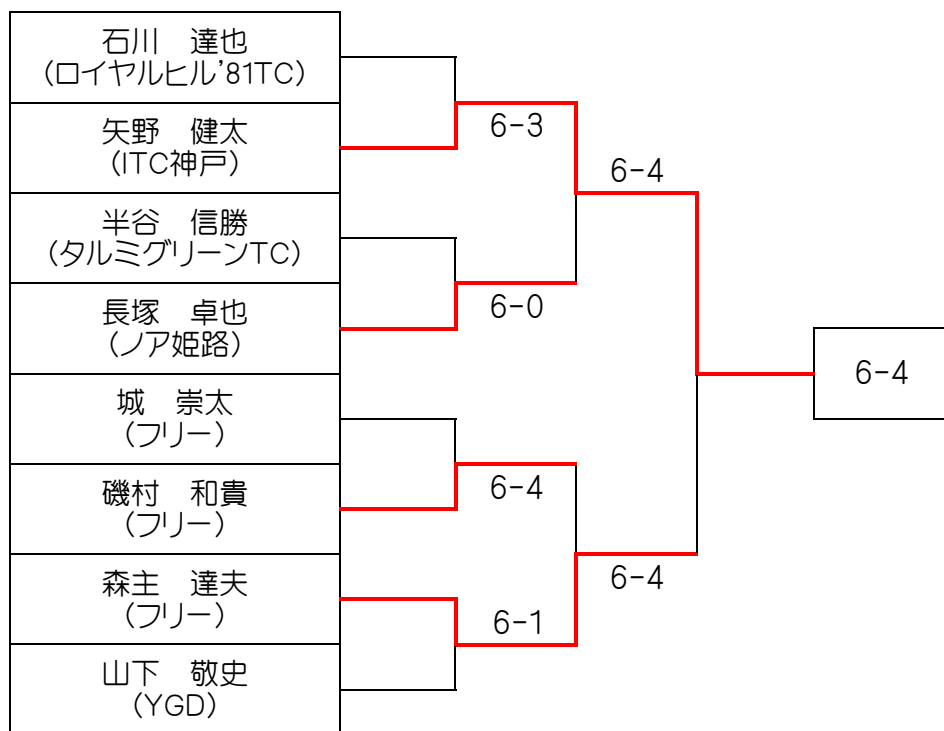 石川　達也
(ロイヤルヒル’81TC)
矢野　健太
(ITC神戸)
半谷　信勝
(タルミグリーンTC)
長塚　卓也
(ノア姫路)
城　崇太
(フリー)
磯村　和貴
(フリー)
森主　達夫
(フリー)
山下　敬史
(YGD)
6-3
6-0
6-4
6-1
6-4
6-4
6-4